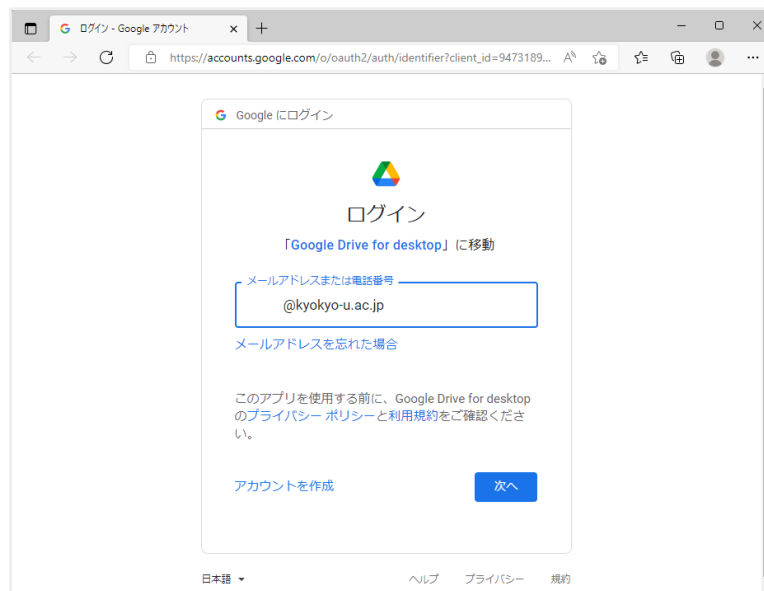 ログイン - Google アカウント
https://accounts.google.com/o/oauth2/auth/identifier?client_id=9473189...
Google にログイン
ログイン
「Google Drive for desktop」に移動
メールアドレスまたは電話番号
@kyokyo-u.ac.jp
メールアドレスを忘れた場合
このアプリを使用する前に、Google Drive for desktop
のプライバシー ポリシーと利用規約をご確認くださ
い。
アカウントを作成
次へ
日本語
ヘルプ プライバシー 規約